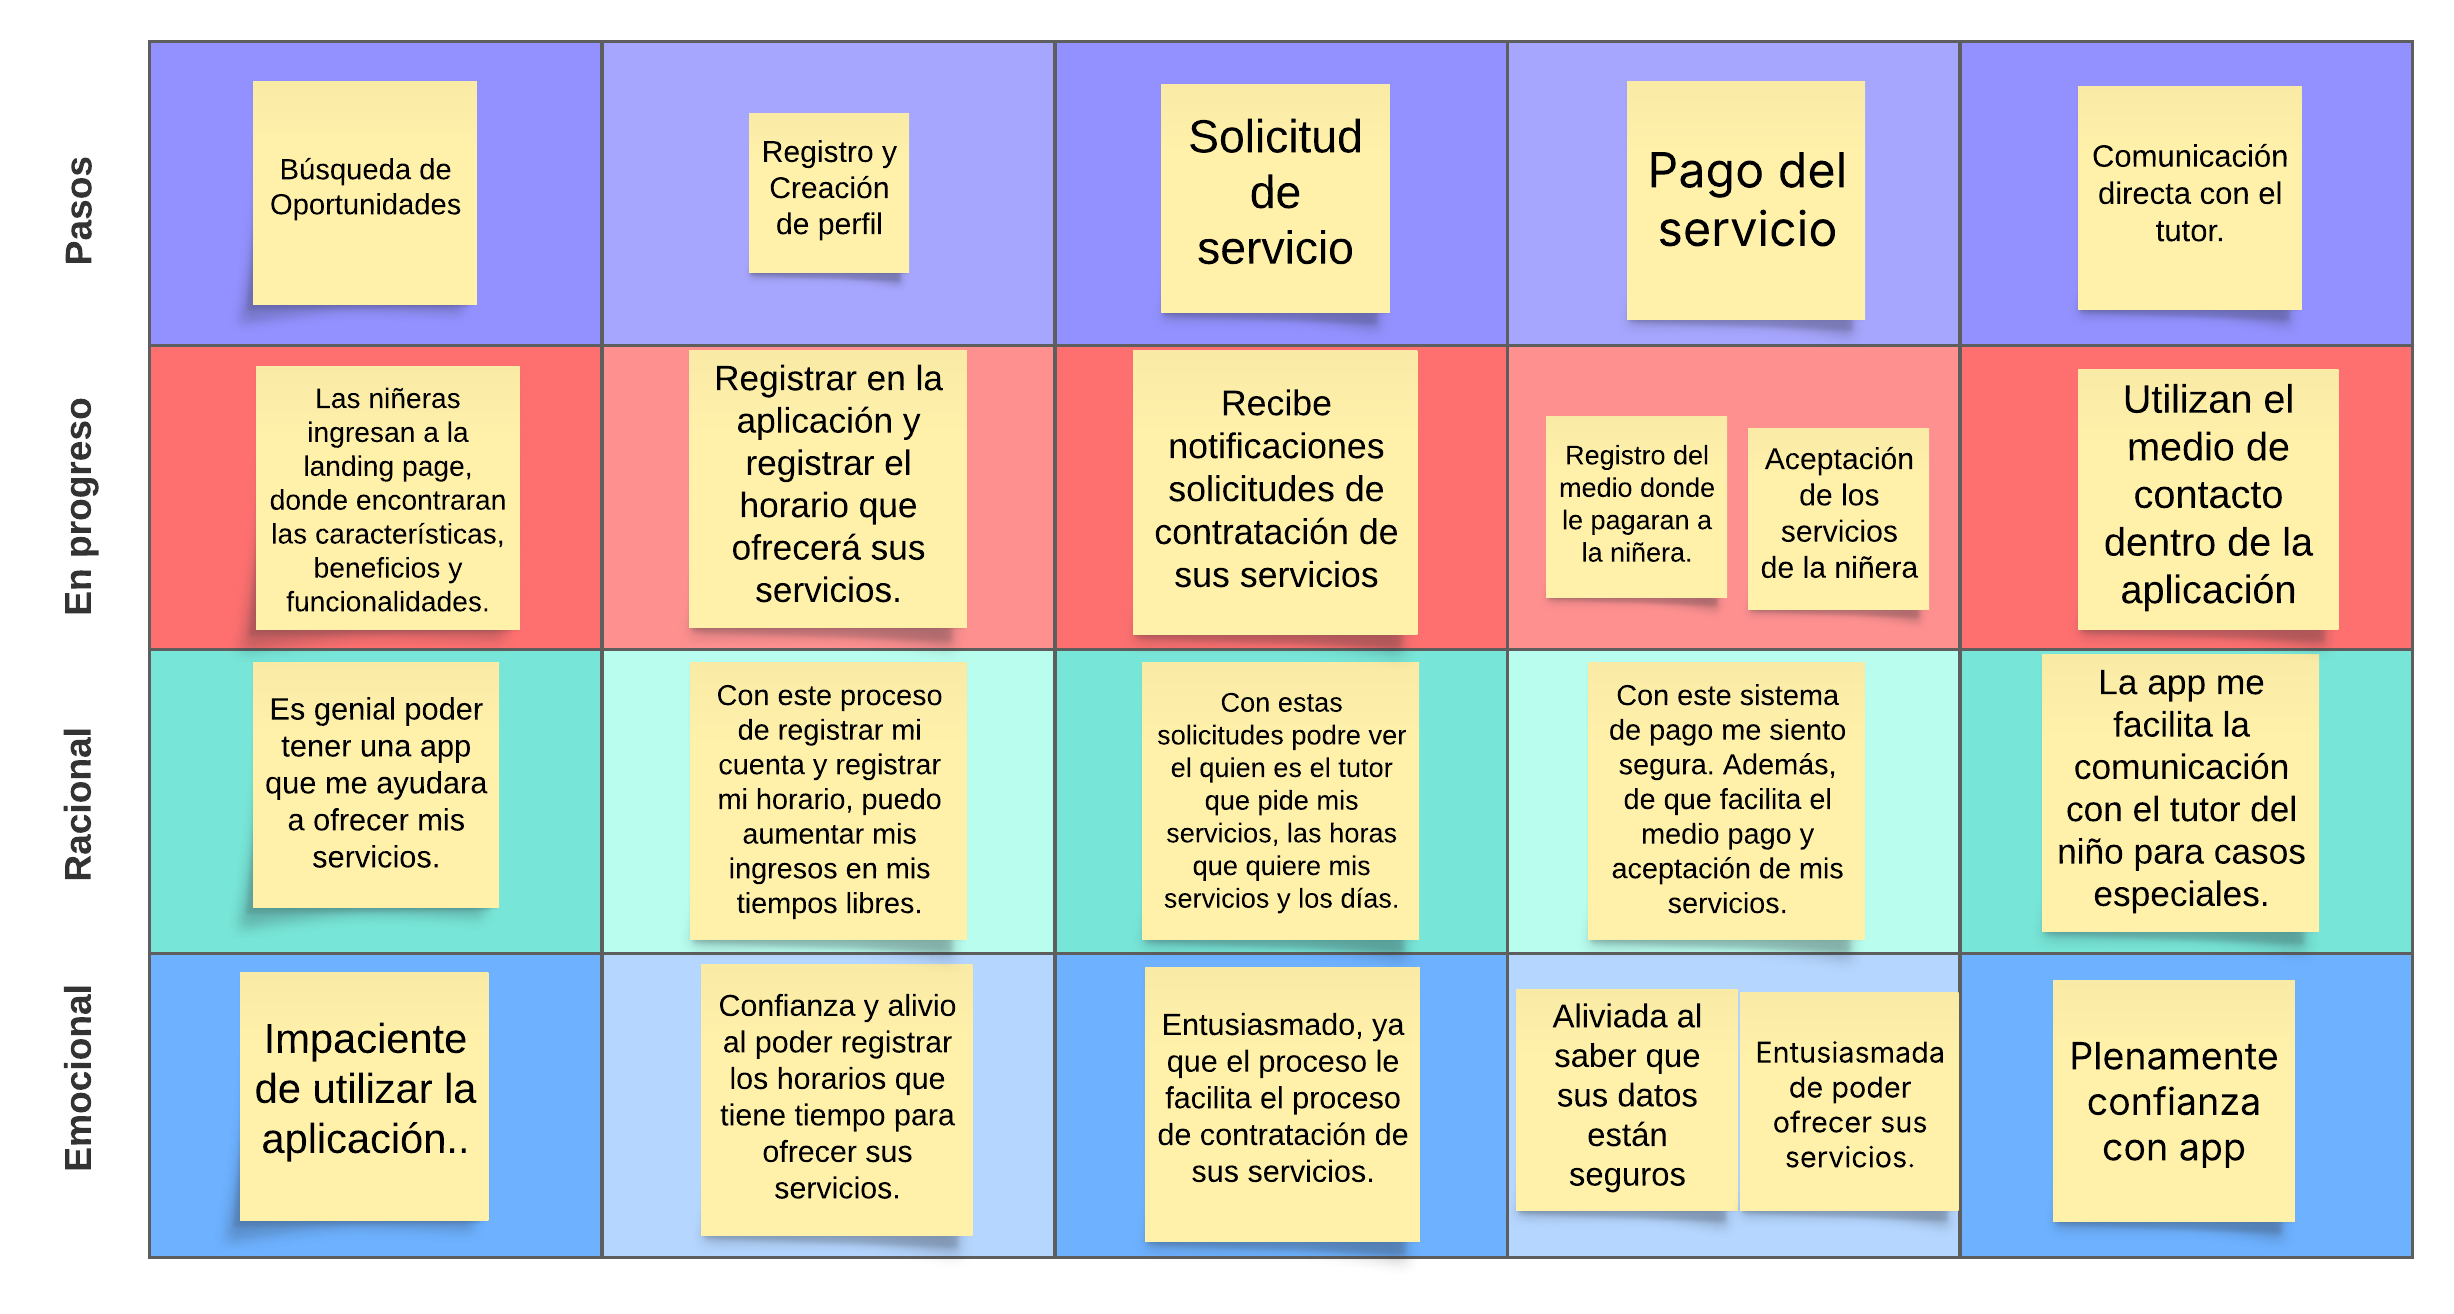 Pasos
Búsqueda de
Oportunidades
Registro y
Creación
de perfil
Solicitud
de
servicio
Pago del
servicio
Comunicación
directa con el
tutor.
En progreso
Las niñeras
ingresan a la
landing page,
donde encontraran
las características,
beneficios y
funcionalidades.
Registrar en la
aplicación y
registrar el
horario que
ofrecerá sus
servicios.
Recibe
notificaciones
solicitudes de
contratación de
sus servicios
Registro del
medio donde
le pagaran a
la niñera.
Aceptación
de los
servicios
de la niñera
Utilizan el
medio de
contacto
dentro de la
aplicación
Racional
Es genial poder
tener una app
que me ayudara
a ofrecer mis
servicios.
Con este proceso
de registrar mi
cuenta y registrar
mi horario, puedo
aumentar mis
ingresos en mis
tiempos libres.
Con estas
solicitudes podre ver
el quien es el tutor
que pide mis
servicios, las horas
que quiere mis
servicios y los días.
Con este sistema
de pago me siento
segura. Además,
de que facilita el
medio pago y
aceptación de mis
servicios.
La app me
facilita la
comunicación
con el tutor del
niño para casos
especiales.
Emocional
Impaciente
de utilizar la
aplicación..
Confianza y alivio
al poder registrar
los horarios que
tiene tiempo para
ofrecer sus
servicios.
Entusiasmado, ya
que el proceso le
facilita el proceso
de contratación de
sus servicios.
Aliviada al
saber que
sus datos
están
seguros
Entusiasmada
de poder
ofrecer sus
servicios.
Plenamente
confianza
con app